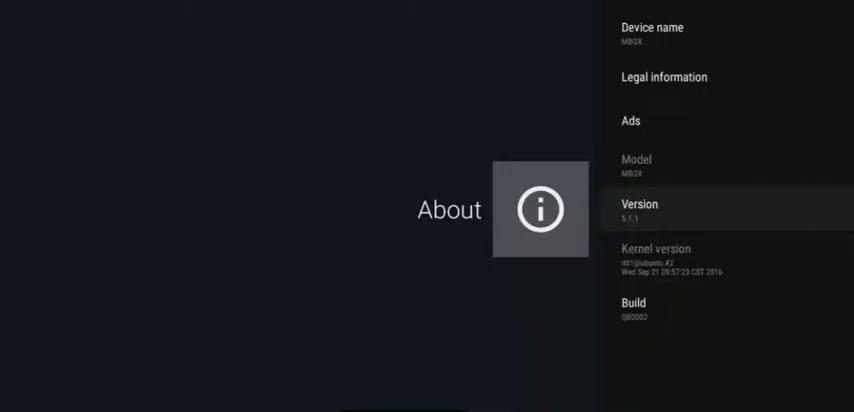 Device name
MBOX
Legal information
Ads
Model
MBOX
About
Version
5.1.1
Kernel version
Wed Sep 21 09:57:23 CST 2016
Build
QB0002